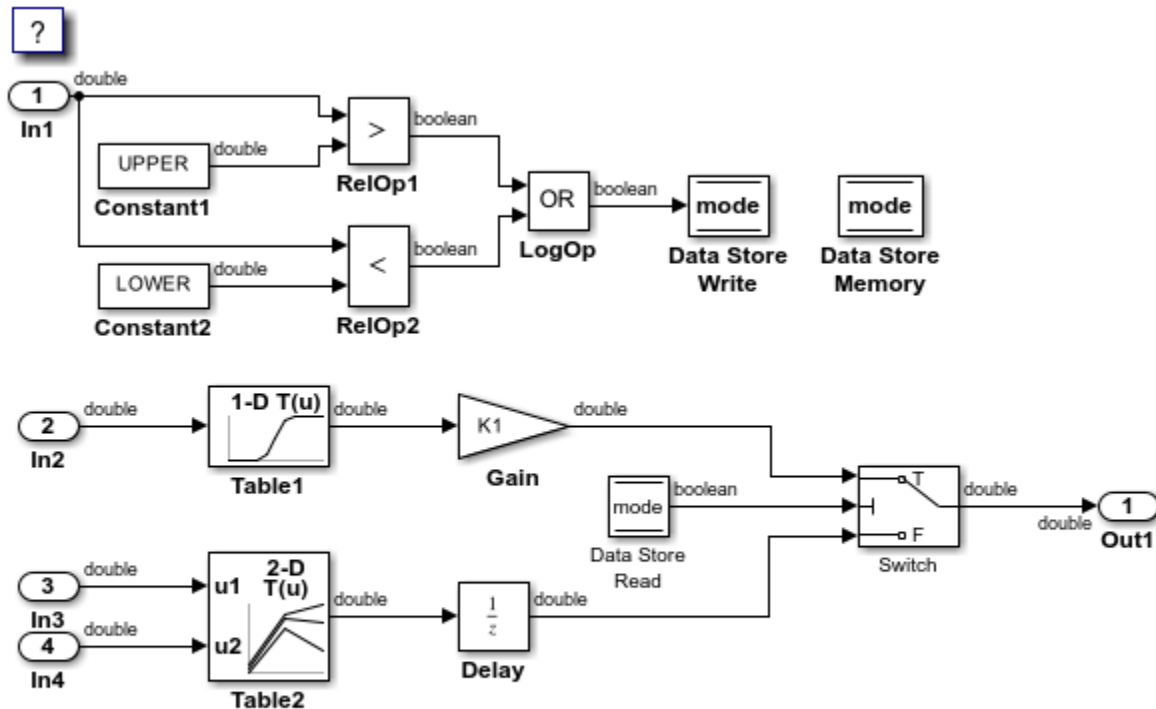 ?
double
1
In1
UPPER
double
Constant1
>
boolean
RelOp1
LOWER
double
Constant2
<
boolean
RelOp2
OR
boolean
LogOp
mode
Data Store
Write
mode
Data Store
Memory
2
double
In2
1-D T(u)
double
Table1
K1
double
Gain
mode
boolean
Data Store
Read
T
F
double
Switch
double
1
Out1
3
double
In3
4
double
In4
u1
u2
2-D
T(u)
double
Table2
1
z
double
Delay